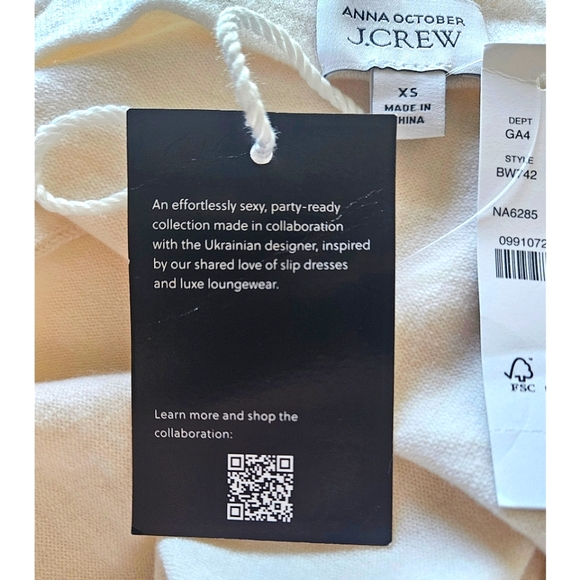 ANNA OCTOBER
J.CREW
XS
MADE IN
DEPT
GA4
STYLE
BW742
NA6285
0991072
FSC
An effortlessly sexy, party-ready
collection made in collaboration
with the Ukrainian designer, inspired
by our shared love of slip dresses
and luxe loungewear.
Learn more and shop the
collaboration: